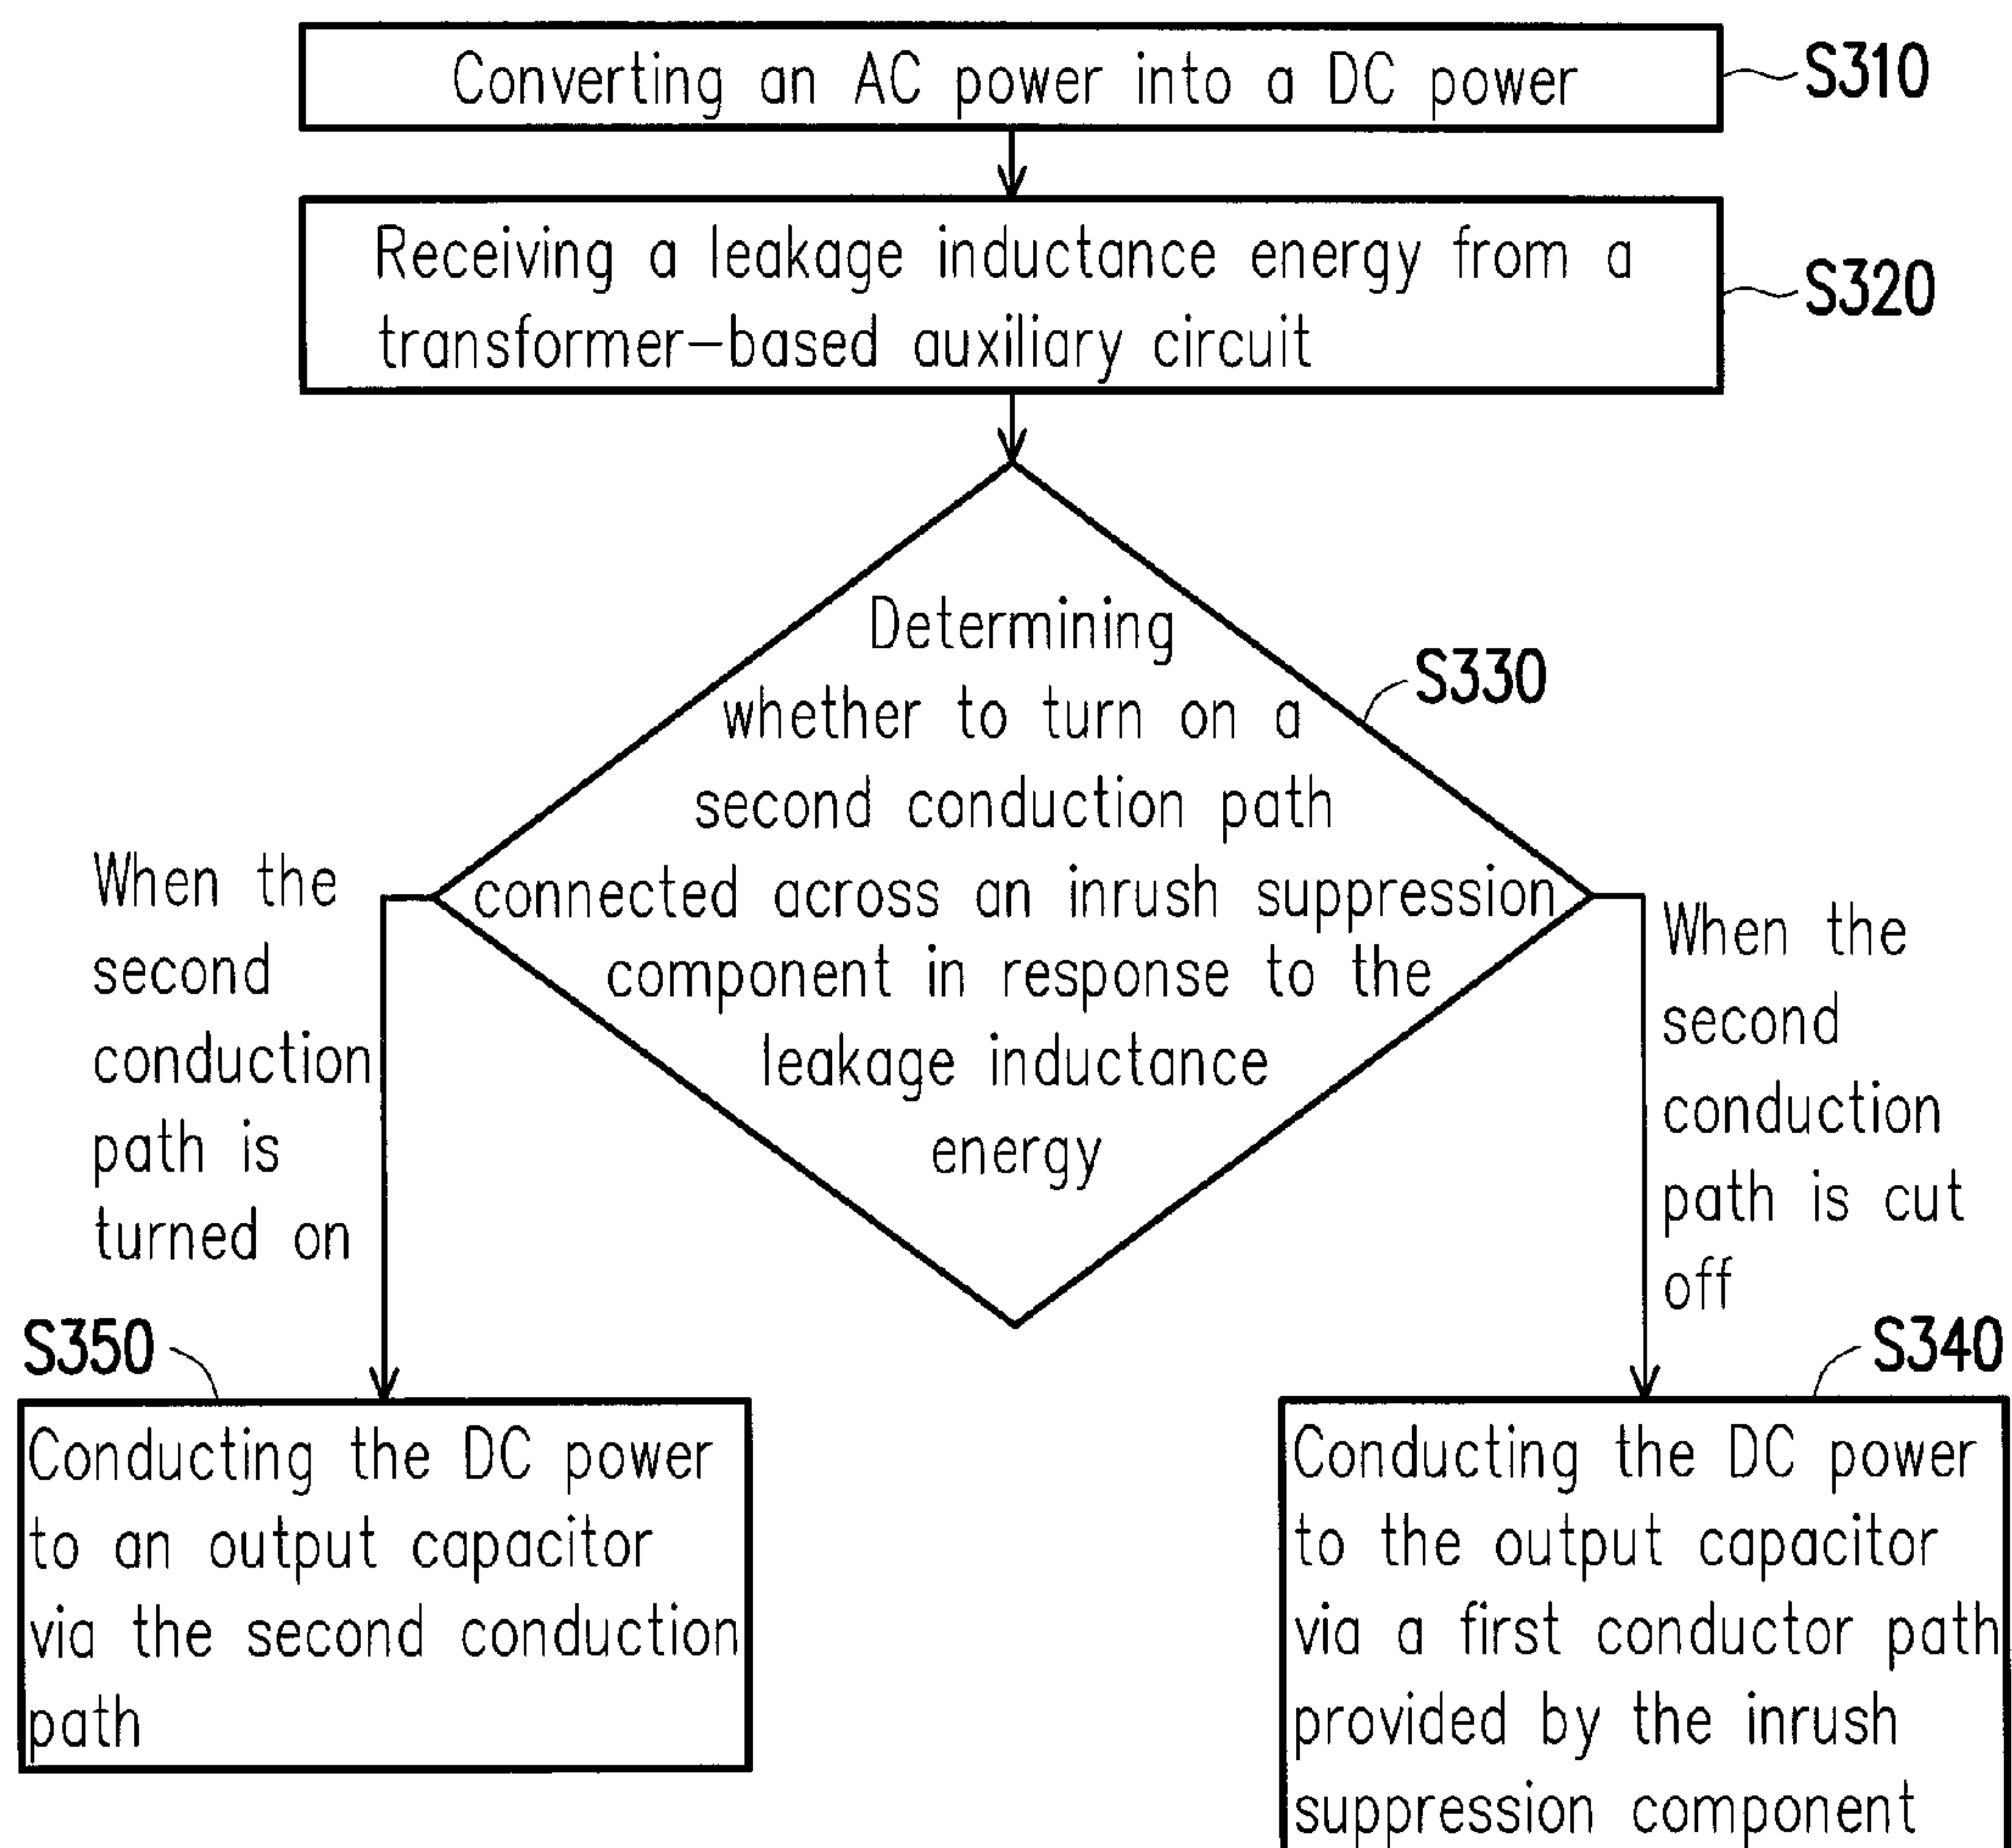 Converting an AC power into a DC power
S310
Receiving a leakage inductance energy from a
transformer-based auxiliary circuit
S320
Determining
whether to turn on a
second conduction path
connected across an inrush suppression
component in response to the
leakage inductance
energy
S330
When the
second
conduction
path is
turned on
When the
second
conduction
path is cut
off
S350
Conducting the DC power
to an output capacitor
via the second conduction
path
S340
Conducting the DC power
to the output capacitor
via a first conductor path
provided by the inrush
suppression component